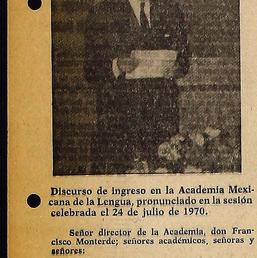 Discurso de ingreso en la Academia Mexi-
cana de la Lengua, pronunciado en la sesión
celebrada el 24 de julio de 1970.
Señor director de la Academia, don Fran-
cisco Monterde; señores académicos, señoras y
señores: